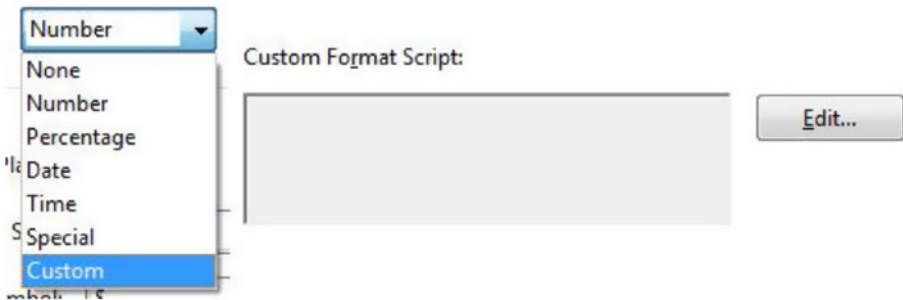 Number
None
Number
Percentage
Date
Time
Special
Custom
Custom Format Script:
Edit...